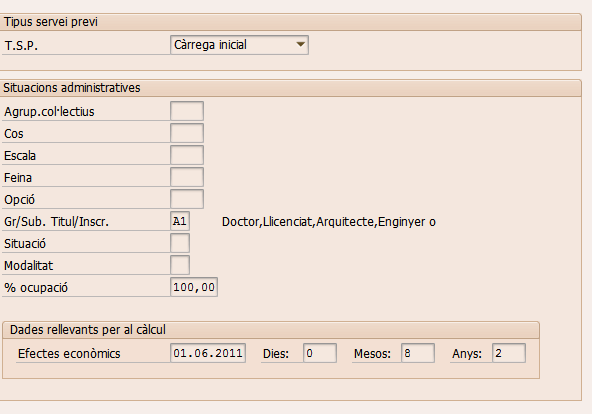 Tipus servei previ
T.S.P. Càrrega inicial
Situacions administratives
Agrup.col·lectius
Cos
Escala
Feina
Opció
Gr/Sub. Titul/Inscr. A1 Doctor,Llicenciat,Arquitecte,Enginyer o
Situació
Modalitat
% ocupació 100,00
Dades rellevants per al càlcul
Efectes econòmics 01.06.2011 Dies: 0 Mesos: 8 Anys: 2